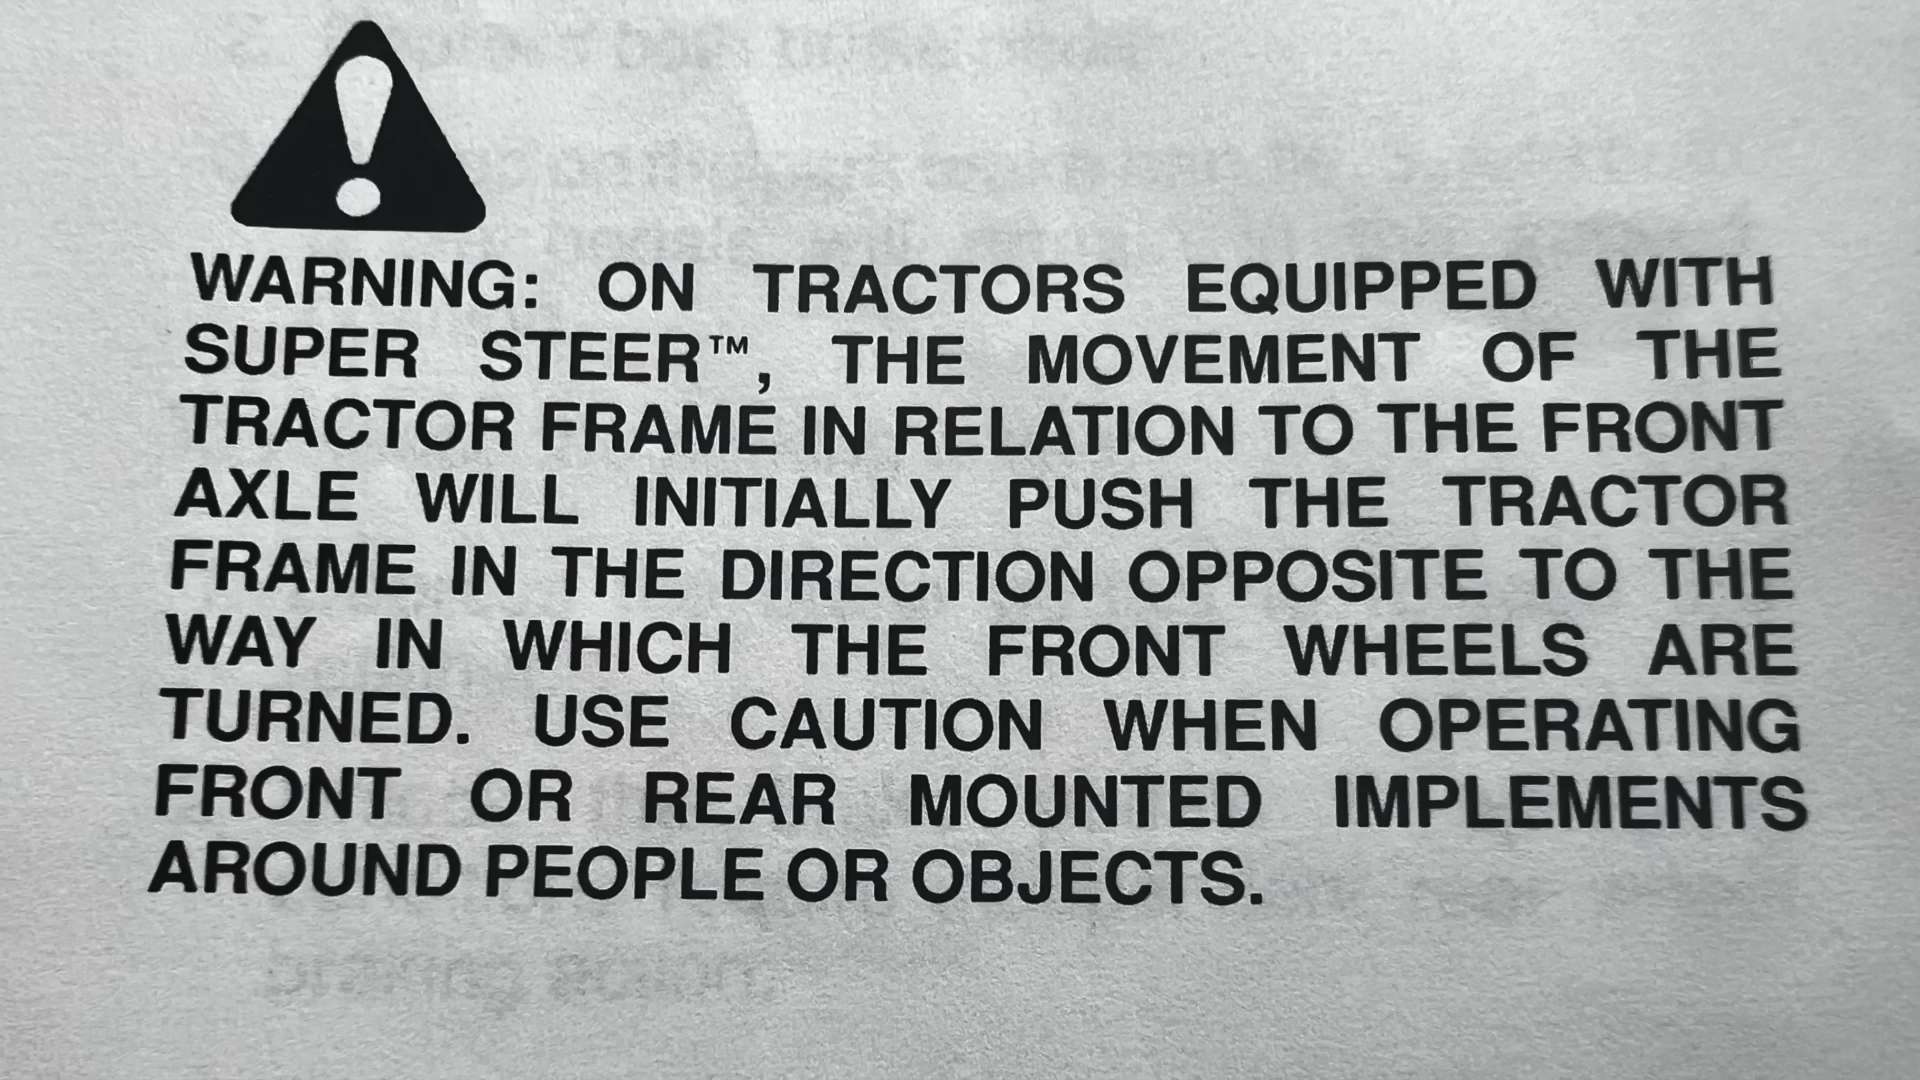 WARNING: ON TRACTORS EQUIPPED WITH
SUPER STEER™, THE MOVEMENT OF THE
TRACTOR FRAME IN RELATION TO THE FRONT
AXLE WILL INITIALLY PUSH THE TRACTOR
FRAME IN THE DIRECTION OPPOSITE TO THE
WAY IN WHICH THE FRONT WHEELS ARE
TURNED. USE CAUTION WHEN OPERATING
FRONT OR REAR MOUNTED IMPLEMENTS
AROUND PEOPLE OR OBJECTS.